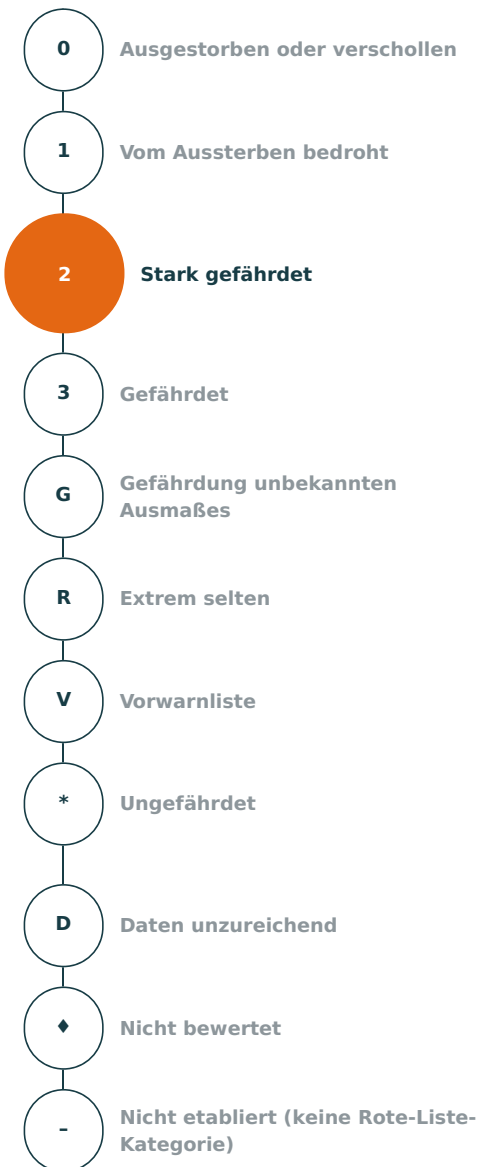 0 Ausgestorben oder verschollen
1 Vom Aussterben bedroht
2 Stark gefährdet
3 Gefährdet
G Gefährdung unbekannten
Ausmaßes
R Extrem selten
V Vorwarnliste
* Ungefährdet
D Daten unzureichend
♦ Nicht bewertet
– Nicht etabliert (keine Rote-Liste-
Kategorie)